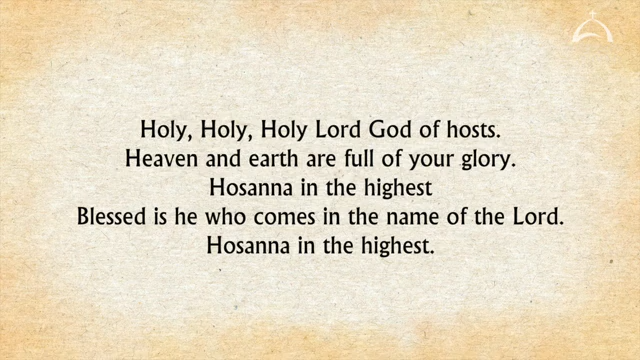 Holy, Holy, Holy Lord God of hosts.
Heaven and earth are full of your glory.
Hosanna in the highest
Blessed is he who comes in the name of the Lord.
Hosanna in the highest.